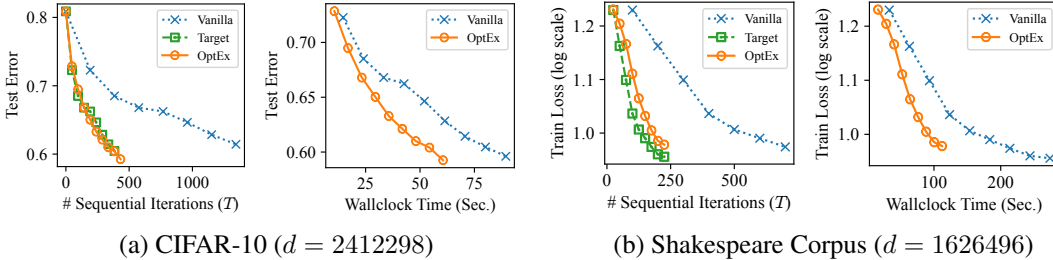 Test Error
0.8
0.7
0.6
0
1000
# Sequential Iterations (T)
Vanilla
Target
OptEx
Test Error
0.70
0.65
0.60
25
50
75
Wallclock Time (Sec.)
Vanilla
OptEx
(a) CIFAR-10 (d = 2412298)
Train Loss (log scale)
1.2
1.1
1.0
0
500
# Sequential Iterations (T)
Vanilla
Target
OptEx
Train Loss (log scale)
1.2
1.1
1.0
100
200
Wallclock Time (Sec.)
Vanilla
OptEx
(b) Shakespeare Corpus (d = 1626496)